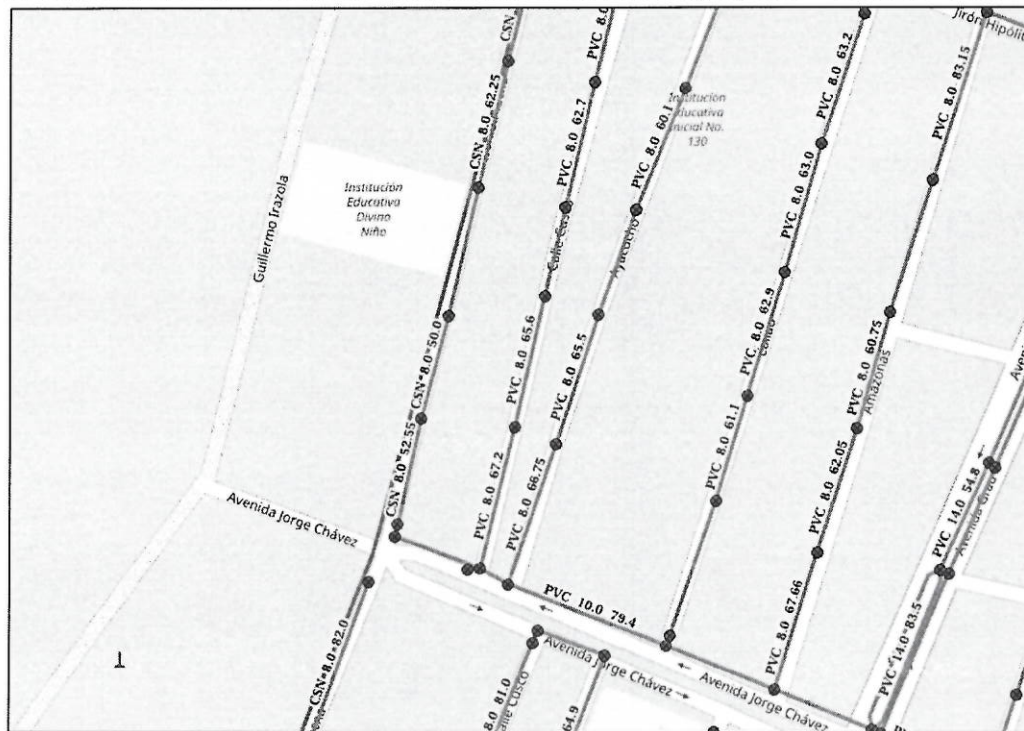 Jirón Hipólit
CSN
CSN 8.0 62.25
PVC 8.0
PVC 8.0 62.7
PVC 8.0 60.1
Institución
Educativa
Inicial No.
130
PVC 8.0 63.2
PVC 8.0 63.0
PVC 8.0 83.15
Institución
Educativa
Divino
Niño
Guillermo Irazola
Ayacucho
CSN 8.0 50.0
PVC 8.0 65.6
PVC 8.0 65.5
PVC 8.0 62.9
PVC 8.0 60.75
Amazonas
CSN 8.0 52.55
PVC 8.0 67.2
PVC 8.0 66.75
PVC 8.0 61.1
PVC 8.0 62.05
PVC 14.0 54.8
Avenida Grau
Avenida Jorge Chávez
PVC 10.0 79.4
PVC 8.0 67.66
PVC 14.0 83.5
CSN 8.0 82.0
Avenida Jorge Chávez
Avenida Jorge Chávez
8.0 81.0
Calle Cusco
64.9